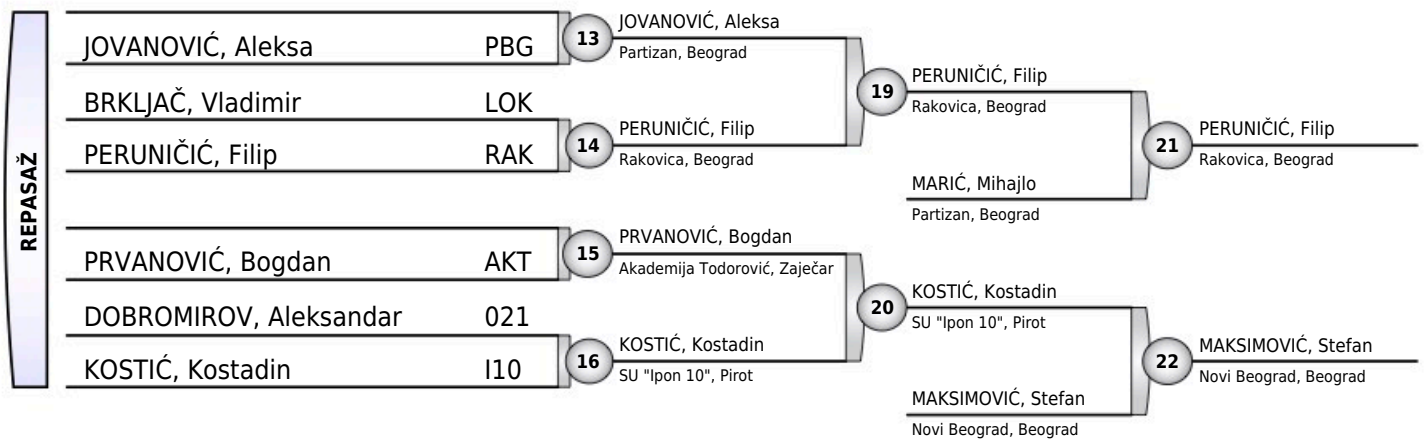 REPASAŽ
JOVANOVIĆ, Aleksa PBG
BRKLJAČ, Vladimir LOK
PERUNIČIĆ, Filip RAK
PRVANOVIĆ, Bogdan AKT
DOBROMIROV, Aleksandar 021
KOSTIĆ, Kostadin I10
13
JOVANOVIĆ, Aleksa
Partizan, Beograd
14
PERUNIČIĆ, Filip
Rakovica, Beograd
15
PRVANOVIĆ, Bogdan
Akademija Todorović, Zaječar
16
KOSTIĆ, Kostadin
SU "Ipon 10", Pirot
19
PERUNIČIĆ, Filip
Rakovica, Beograd
MARIĆ, Mihajlo
Partizan, Beograd
20
KOSTIĆ, Kostadin
SU "Ipon 10", Pirot
MAKSIMOVIĆ, Stefan
Novi Beograd, Beograd
21
PERUNIČIĆ, Filip
Rakovica, Beograd
22
MAKSIMOVIĆ, Stefan
Novi Beograd, Beograd